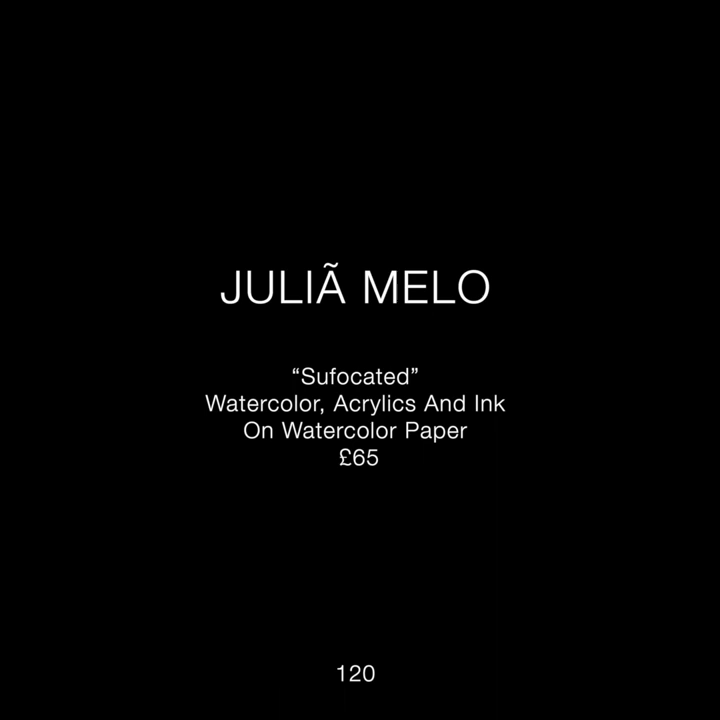 JULIÃ MELO
“Sufocated”
Watercolor, Acrylics And Ink
On Watercolor Paper
£65
120